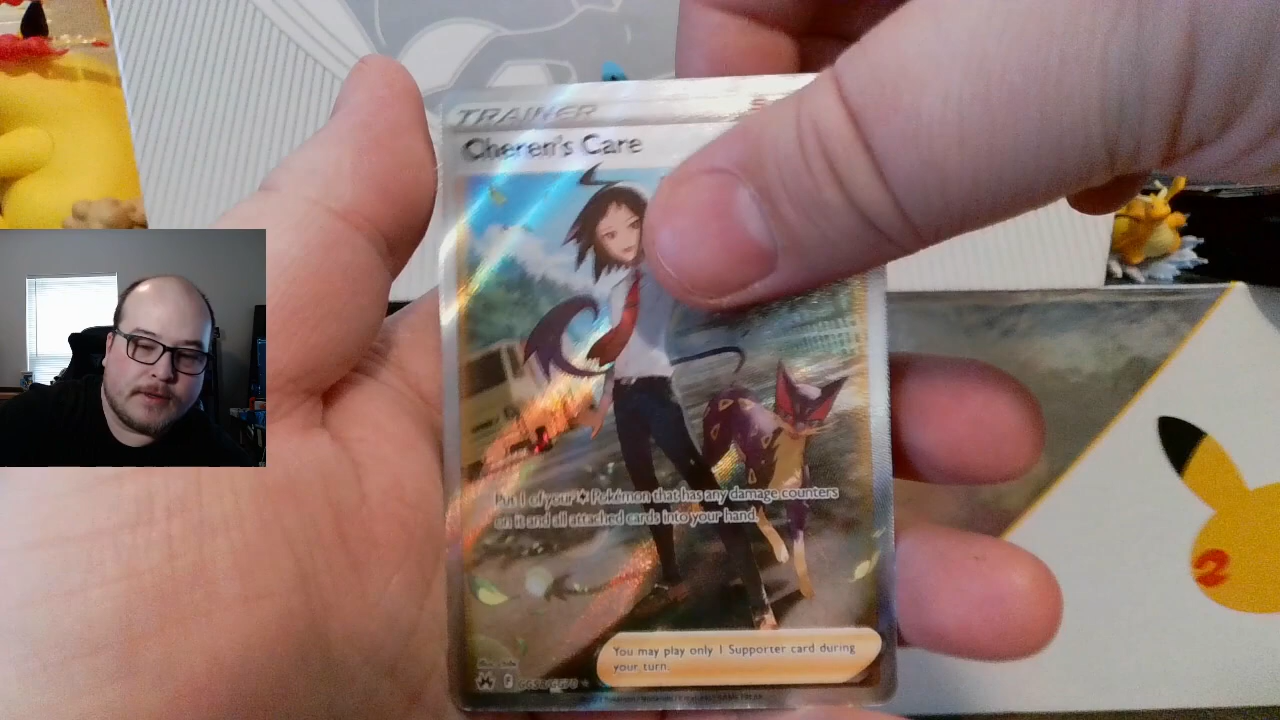 TRAINER
Cheren's Care
Put 1 of your Pokémon that has any damage counters
on it and all attached cards into your hand.
You may play only 1 Supporter card during
your turn.